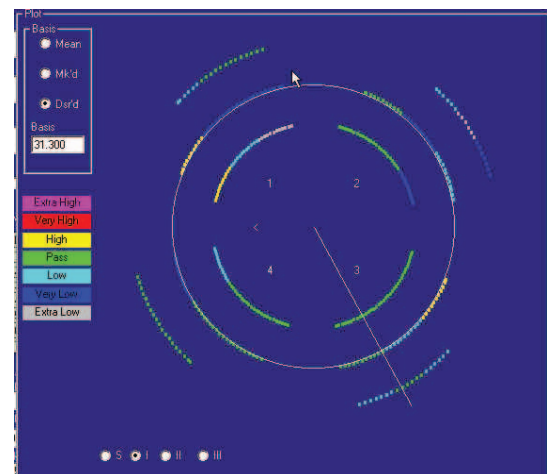 Plot
Basis
Mean
Mk'd
Dsr'd
Basis
31.300
Extra High
Very High
High
Pass
Low
Very Low
Extra Low
1
2
<
4
3
S I II III